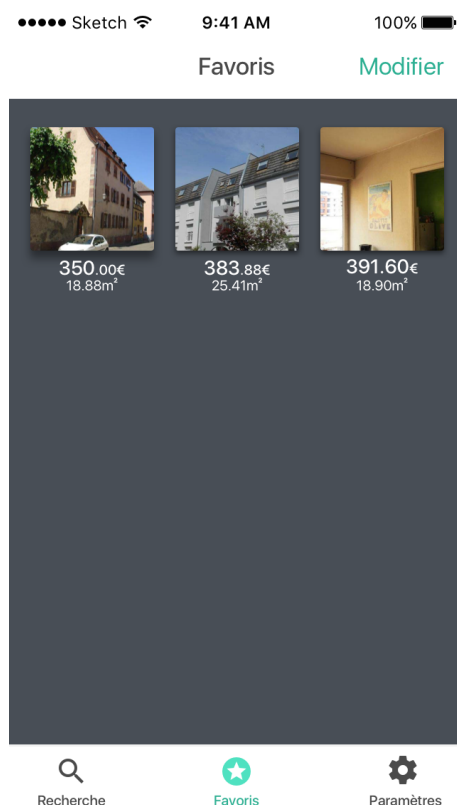 Sketch 9:41 AM 100%
Favoris Modifier
350.00€ 383.88€ 391.60€
18.88m² 25.41m² 18.90m²
Recherche Favoris Paramètres